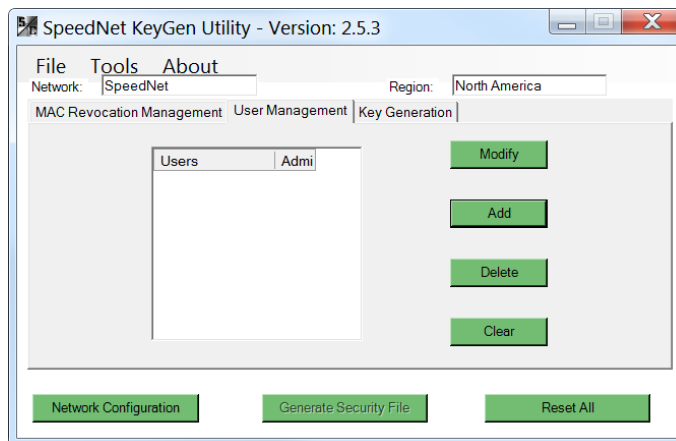 SpeedNet KeyGen Utility - Version: 2.5.3
File Tools About
Network: SpeedNet Region: North America
MAC Revocation Management User Management Key Generation
Users Admi
Modify
Add
Delete
Clear
Network Configuration Generate Security File Reset All